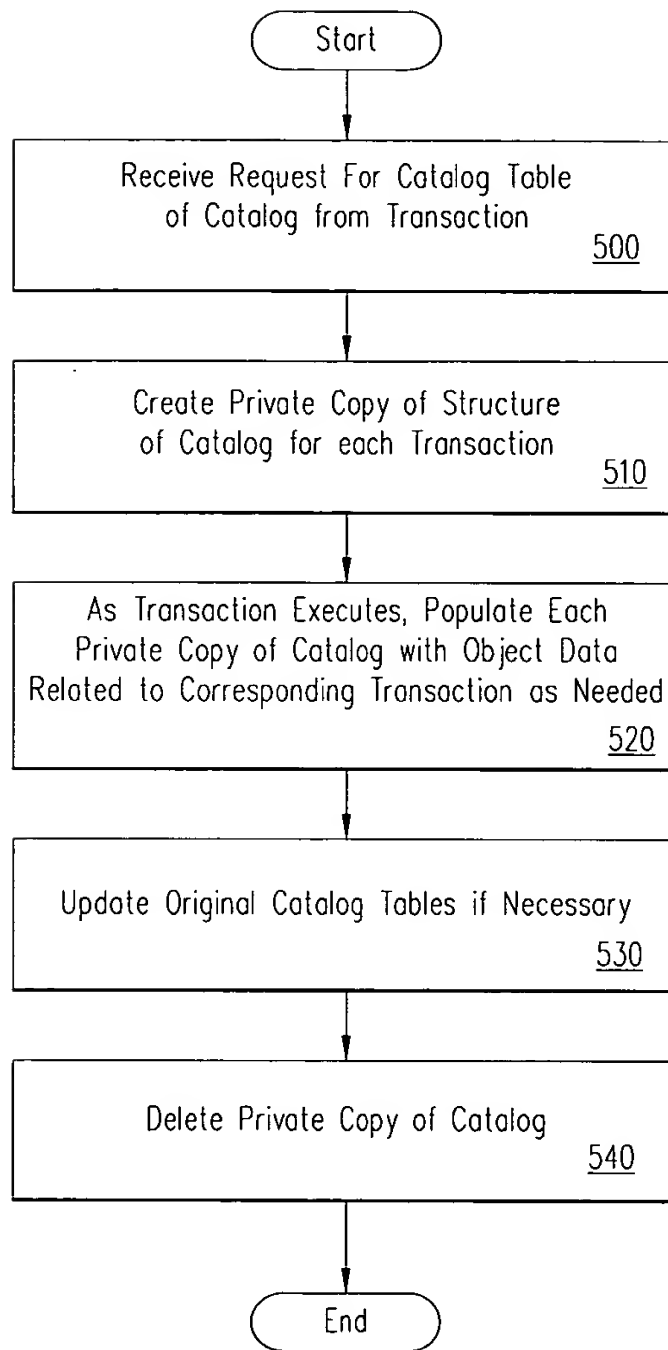 Start
Receive Request For Catalog Table
of Catalog from Transaction
500
Create Private Copy of Structure
of Catalog for each Transaction
510
As Transaction Executes, Populate Each
Private Copy of Catalog with Object Data
Related to Corresponding Transaction as Needed
520
Update Original Catalog Tables if Necessary
530
Delete Private Copy of Catalog
540
End